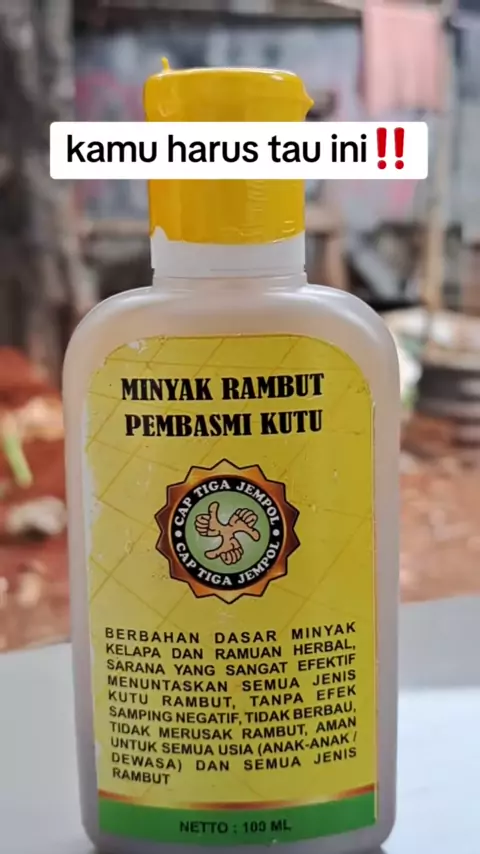 kamu harus tau ini‼️
MINYAK RAMBUT
PEMBASMI KUTU
CAP TIGA JEMPOL
CAP TIGA JEMPOL
BERBAHAN DASAR MINYAK
KELAPA DAN RAMUAN HERBAL,
SARANA YANG SANGAT EFEKTIF
MENUNTASKAN SEMUA JENIS
KUTU RAMBUT, TANPA EFEK
SAMPING NEGATIF, TIDAK BERBAU,
TIDAK MERUSAK RAMBUT, AMAN
UNTUK SEMUA USIA (ANAK-ANAK /
DEWASA) DAN SEMUA JENIS
RAMBUT
NETTO : 100 ML